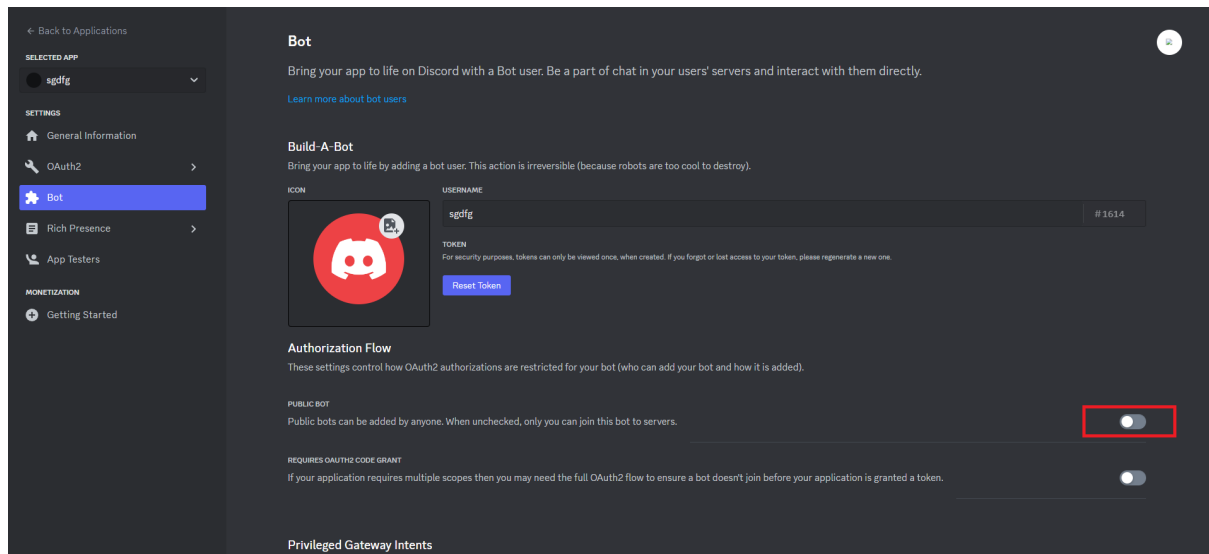 ← Back to Applications
SELECTED APP
sgdfg
SETTINGS
General Information
OAuth2
Bot
Rich Presence
App Testers
MONETIZATION
Getting Started
Bot
Bring your app to life on Discord with a Bot user. Be a part of chat in your users' servers and interact with them directly.
Learn more about bot users
Build-A-Bot
Bring your app to life by adding a bot user. This action is irreversible (because robots are too cool to destroy).
ICON
USERNAME
sgdfg
#1614
TOKEN
For security purposes, tokens can only be viewed once, when created. If you forgot or lost access to your token, please regenerate a new one.
Reset Token
Authorization Flow
These settings control how OAuth2 authorizations are restricted for your bot (who can add your bot and how it is added).
PUBLIC BOT
Public bots can be added by anyone. When unchecked, only you can join this bot to servers.
REQUIRES OAUTH2 CODE GRANT
If your application requires multiple scopes then you may need the full OAuth2 flow to ensure a bot doesn't join before your application is granted a token.
Privileged Gateway Intents